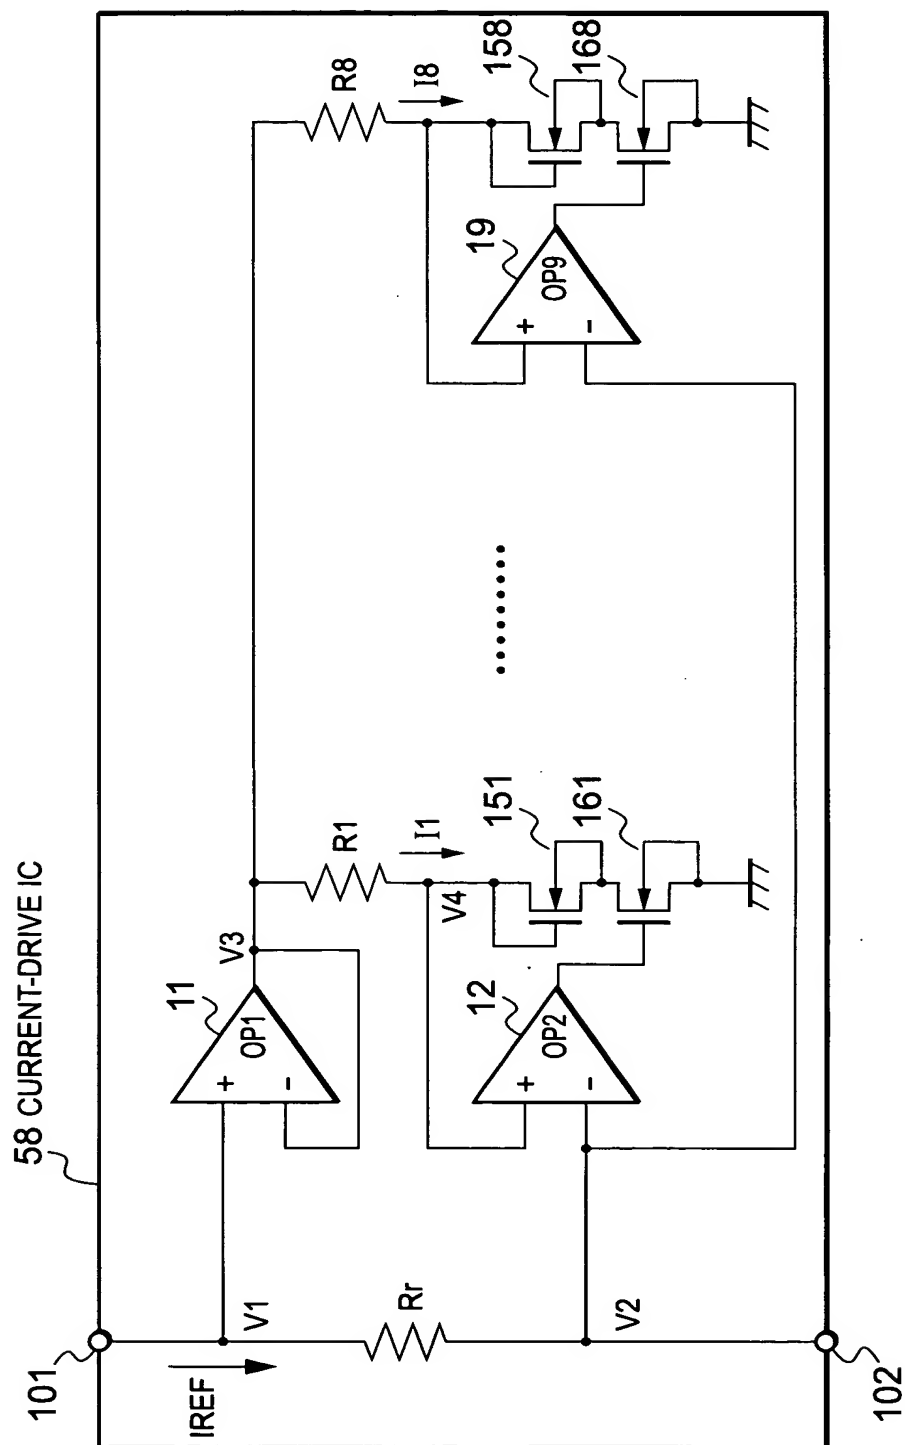 58 CURRENT-DRIVE IC
101
IREF
V1
Rr
V2
102
11
OP1
+
-
V3
R1
I1
V4
12
OP2
+
-
151
161
R8
I8
19
OP9
+
-
158
168